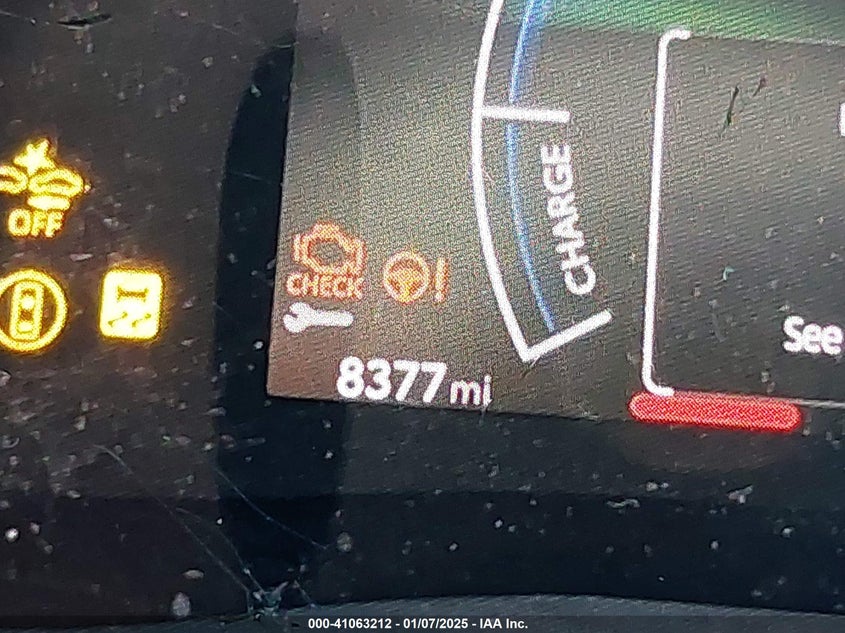 OFF
CHARGE
CHECK
8377 mi
See
000-41063212 - 01/07/2025 - IAA Inc.